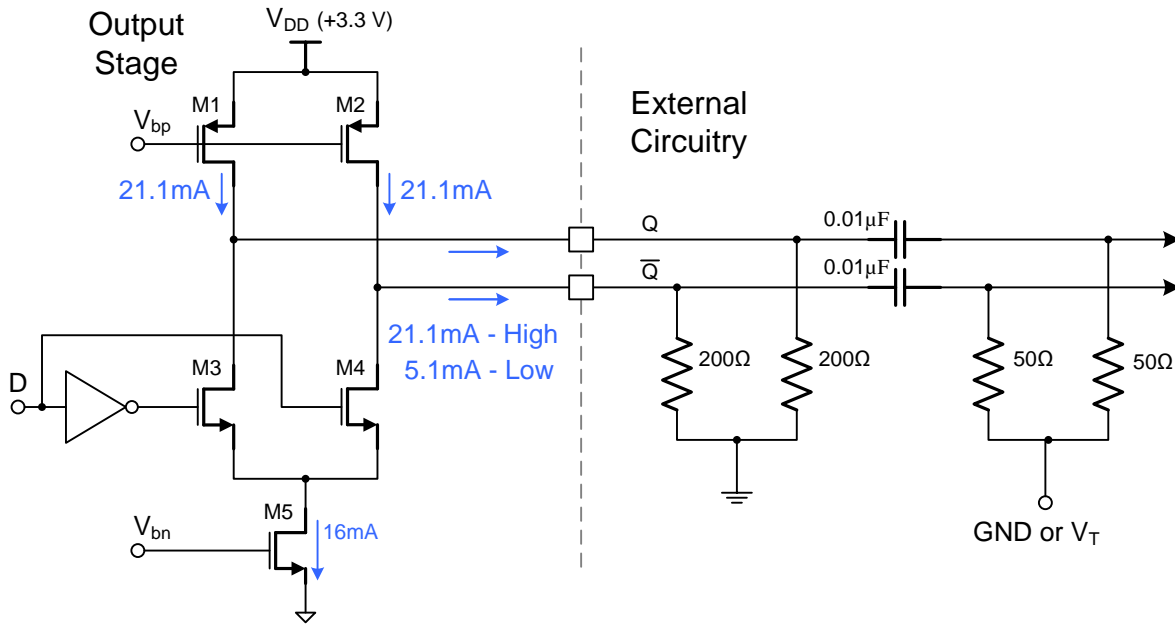 Output
Stage
V_DD (+3.3 V)
M1
M2
V_bp
21.1mA
21.1mA
External
Circuitry
Q
0.01µF
Q̅
0.01µF
21.1mA - High
5.1mA - Low
200Ω
200Ω
50Ω
50Ω
D
M3
M4
M5
V_bn
16mA
GND or V_T